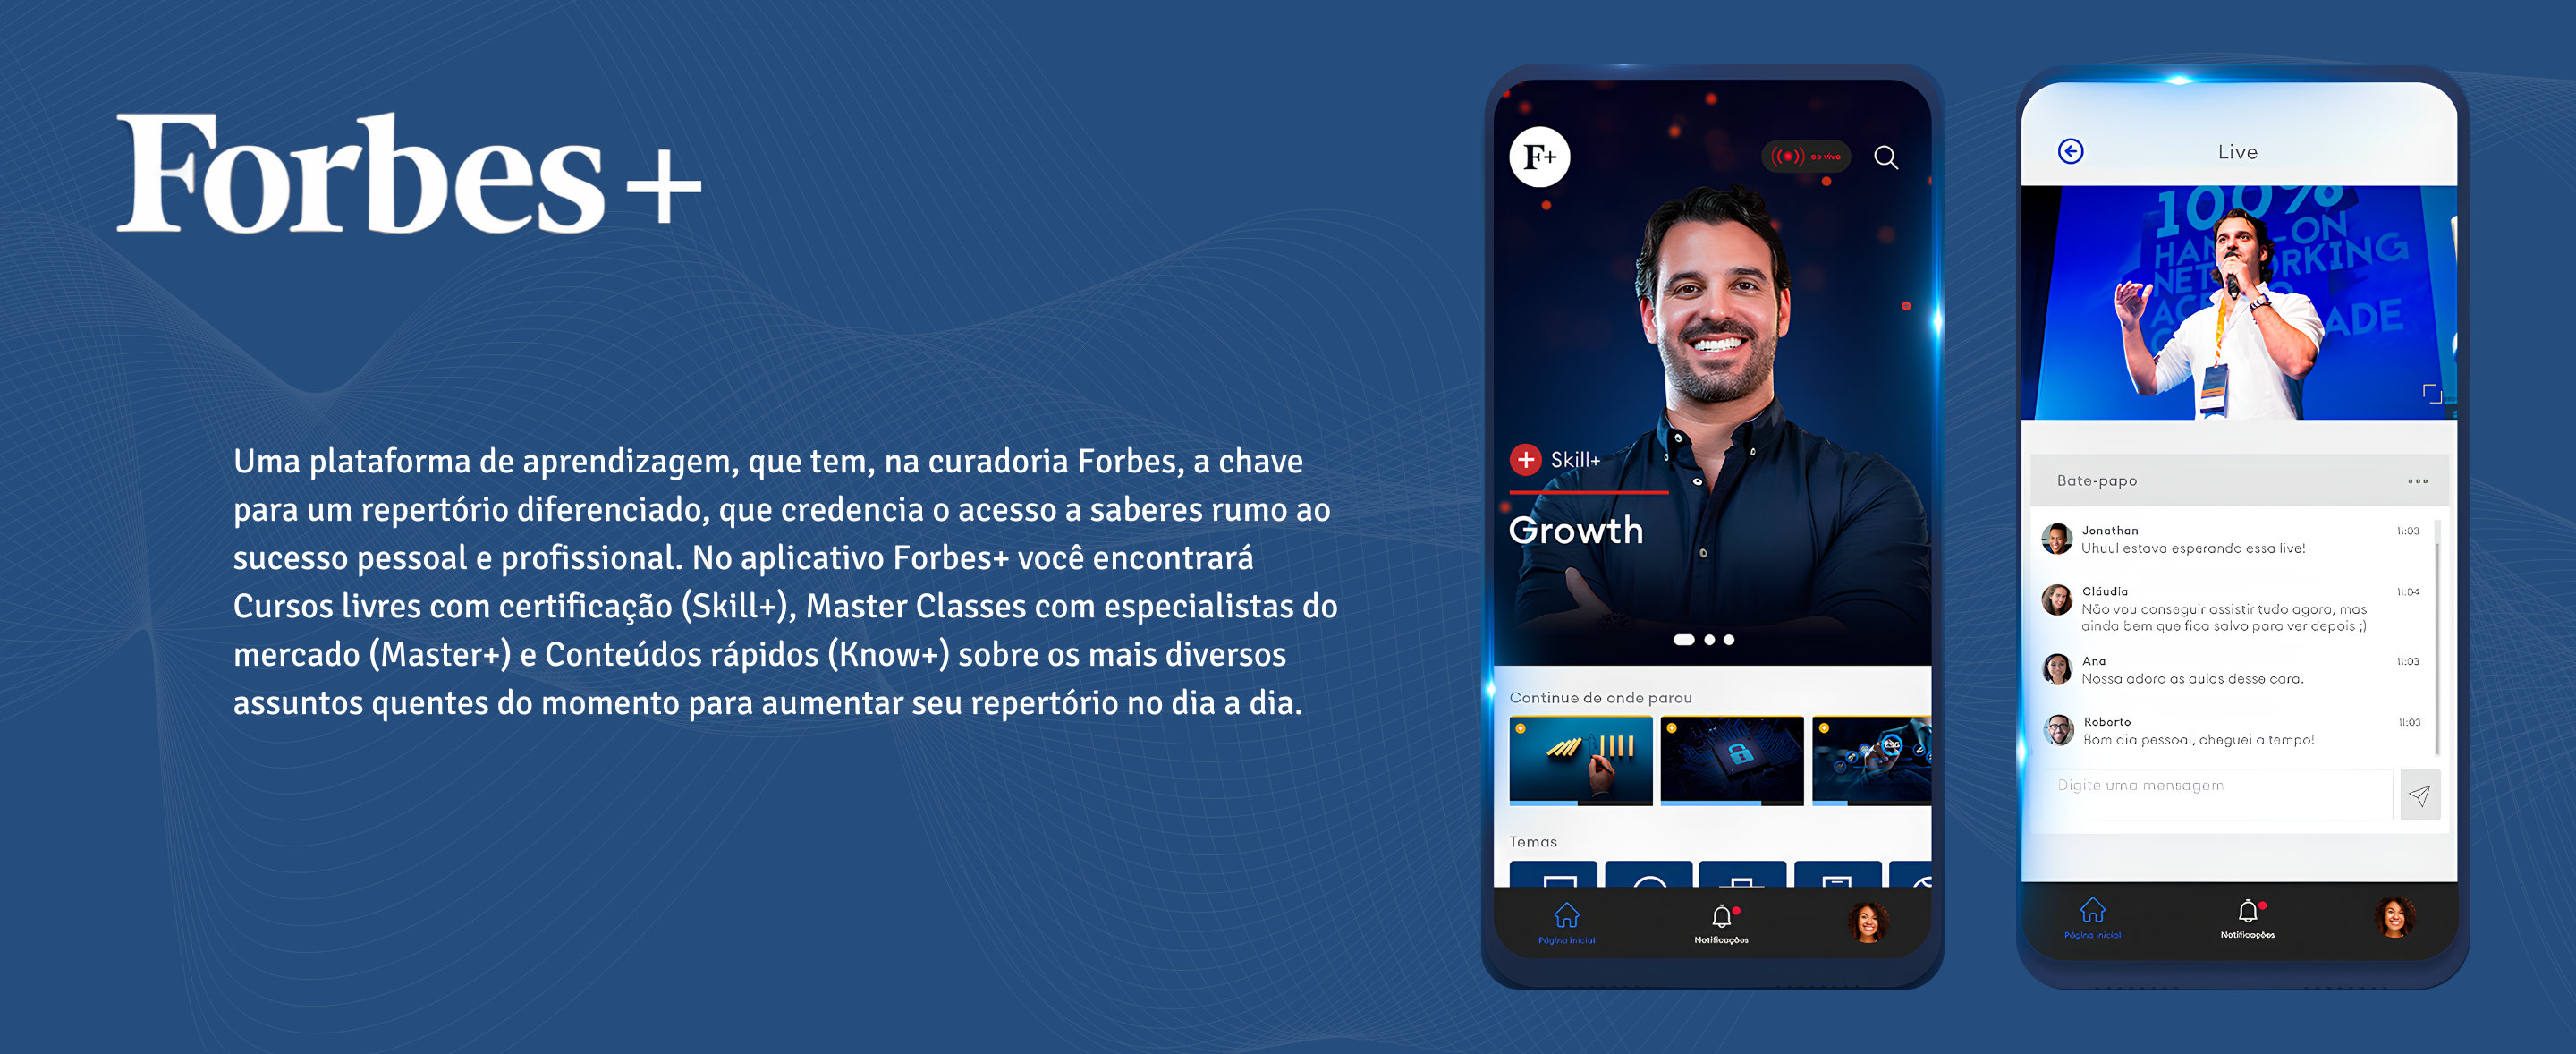 Forbes+
Uma plataforma de aprendizagem, que tem, na curadoria Forbes, a chave
para um repertório diferenciado, que credencia o acesso a saberes rumo ao
sucesso pessoal e profissional. No aplicativo Forbes+ você encontrará
Cursos livres com certificação (Skill+), Master Classes com especialistas do
mercado (Master+) e Conteúdos rápidos (Know+) sobre os mais diversos
assuntos quentes do momento para aumentar seu repertório no dia a dia.
F+
ao vivo
Skill+
Growth
Continue de onde parou
ESG
Temas
Página inicial
Notificações
Live
100%
HAN -ON
NET RKING
AC
ADE
Bate-papo
Jonathan 11:03
Uhuul estava esperando essa live!
Cláudia 11:04
Não vou conseguir assistir tudo agora, mas
ainda bem que fica salvo para ver depois ;)
Ana 11:03
Nossa adoro as aulas desse cara.
Roborto 11:03
Bom dia pessoal, cheguei a tempo!
Digite uma mensagem
Página inicial
Notificações